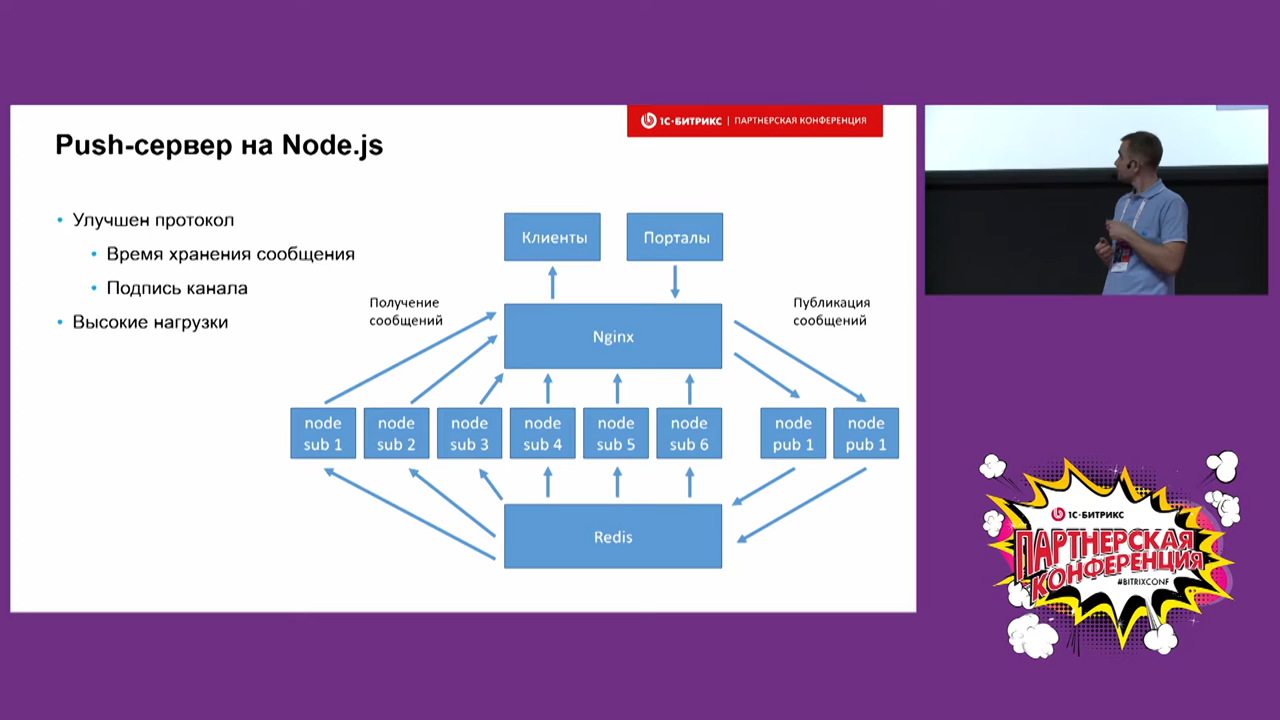 1С-БИТРИКС | ПАРТНЕРСКАЯ КОНФЕРЕНЦИЯ
Push-сервер на Node.js
• Улучшен протокол
• Время хранения сообщения
• Подпись канала
• Высокие нагрузки
Клиенты
Порталы
Получение
сообщений
Публикация
сообщений
Nginx
node
sub 1
node
sub 2
node
sub 3
node
sub 4
node
sub 5
node
sub 6
node
pub 1
node
pub 1
Redis
1С-БИТРИКС
ПАРТНЕРСКАЯ
КОНФЕРЕНЦИЯ
#BITRIXCONF